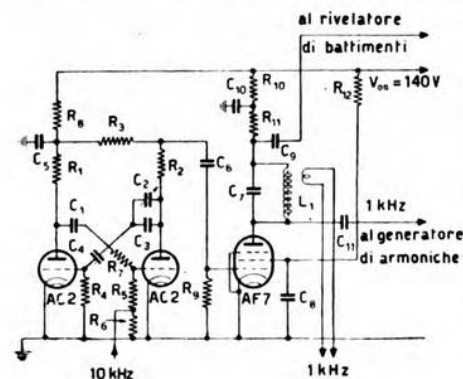 al rivelatore
di battimenti
C10
R10
R12
Voa = 140V
R8
R3
R11
C5
R1
R2
C6
C9
C2
C7
L1
1 kHz
C1
C3
C11
al generatore
di armoniche
C4
R7
AC2
R4
R5
AC2
R9
AF7
C8
R6
10 kHz
1 kHz